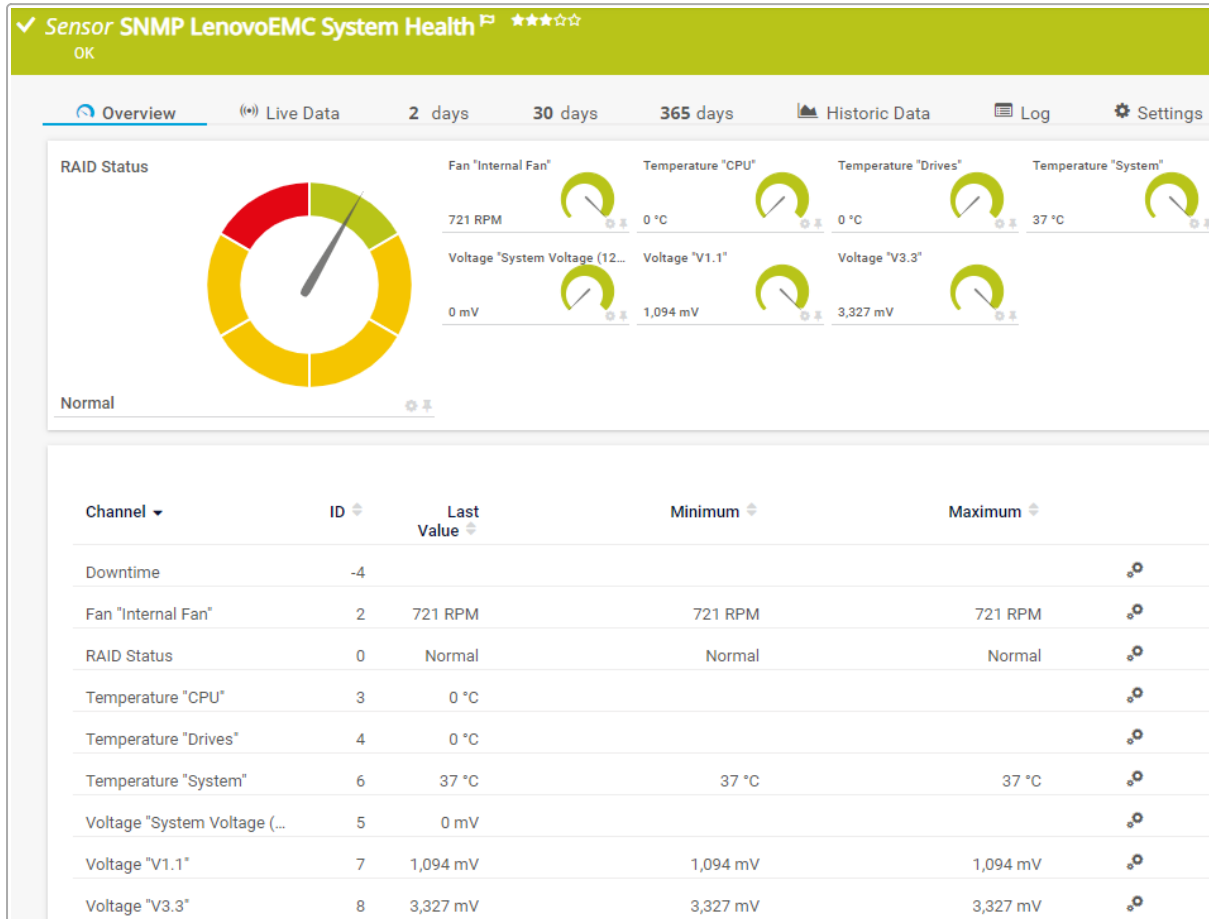 Sensor SNMP LenovoEMC System Health
OK
Overview Live Data 2 days 30 days 365 days Historic Data Log Settings
RAID Status
Normal
Fan "Internal Fan"
721 RPM
Temperature "CPU"
0 °C
Temperature "Drives"
0 °C
Temperature "System"
37 °C
Voltage "System Voltage (12...
0 mV
Voltage "V1.1"
1,094 mV
Voltage "V3.3"
3,327 mV
Channel ID Last Value Minimum Maximum
Downtime -4
Fan "Internal Fan" 2 721 RPM 721 RPM 721 RPM
RAID Status 0 Normal Normal Normal
Temperature "CPU" 3 0 °C
Temperature "Drives" 4 0 °C
Temperature "System" 6 37 °C 37 °C 37 °C
Voltage "System Voltage (... 5 0 mV
Voltage "V1.1" 7 1,094 mV 1,094 mV 1,094 mV
Voltage "V3.3" 8 3,327 mV 3,327 mV 3,327 mV